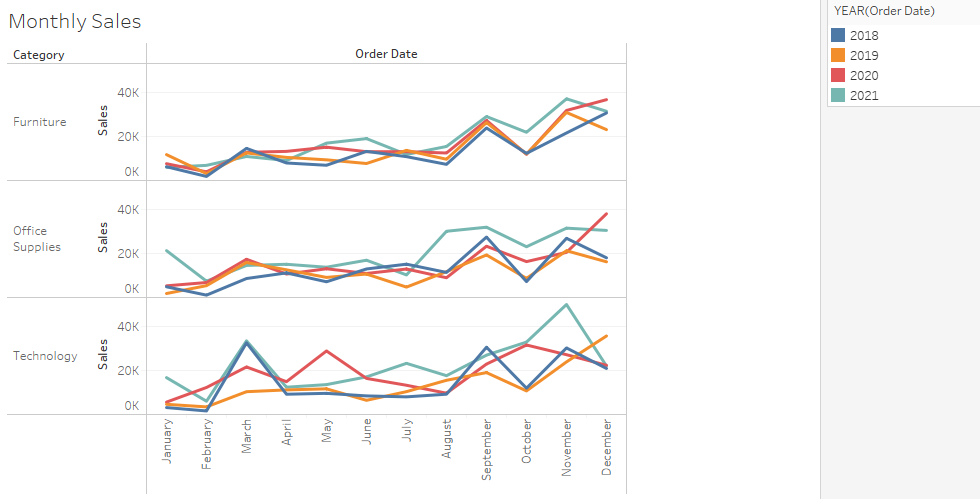 Monthly Sales
YEAR(Order Date)
2018
2019
2020
2021
Category
Order Date
Furniture
Sales
40K
20K
0K
Office
Supplies
Sales
40K
20K
0K
Technology
Sales
40K
20K
0K
January
February
March
April
May
June
July
August
September
October
November
December